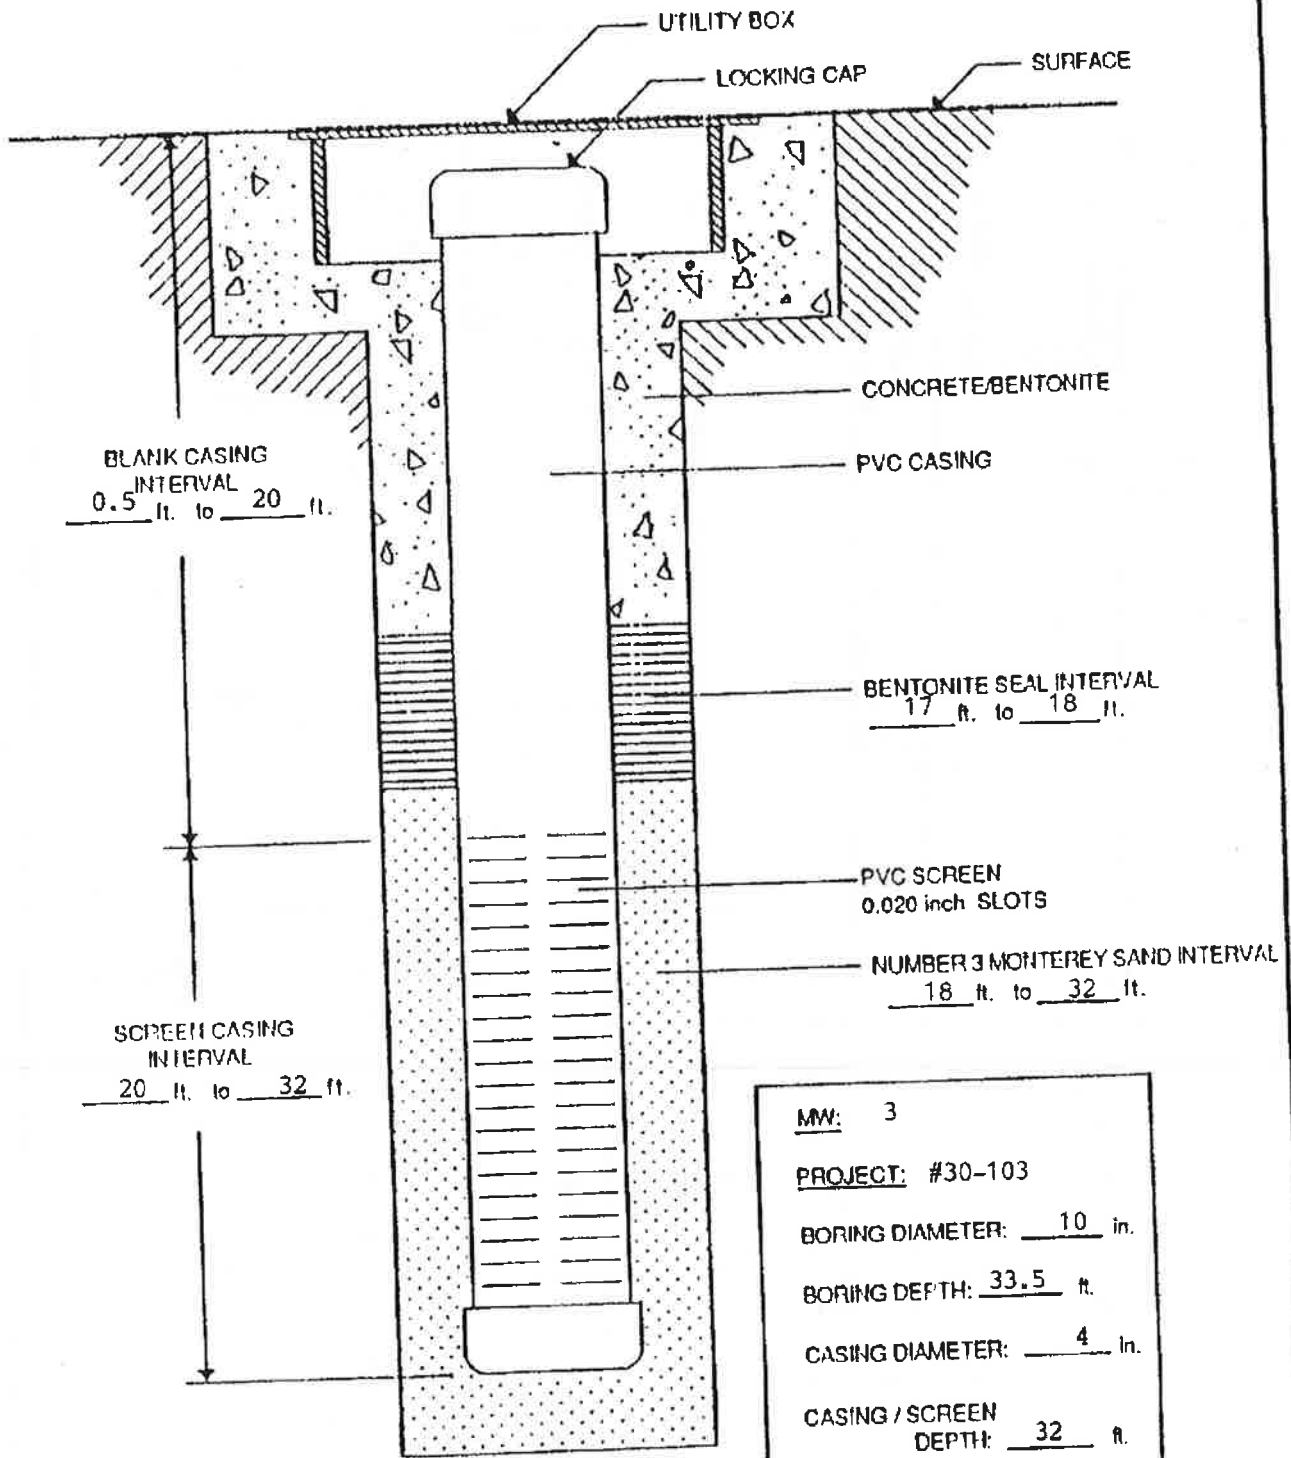 UTILITY BOX
LOCKING CAP
SURFACE
CONCRETE/BENTONITE
PVC CASING
BLANK CASING
INTERVAL
0.5 ft. to 20 ft.
BENTONITE SEAL INTERVAL
17 ft. to 18 ft.
PVC SCREEN
0.020 inch SLOTS
NUMBER 3 MONTEREY SAND INTERVAL
18 ft. to 32 ft.
SCREEN CASING
INTERVAL
20 ft. to 32 ft.
MW: 3
PROJECT: #30-103
BORING DIAMETER: 10 in.
BORING DEPTH: 33.5 ft.
CASING DIAMETER: 4 in.
CASING / SCREEN
DEPTH: 32 ft.